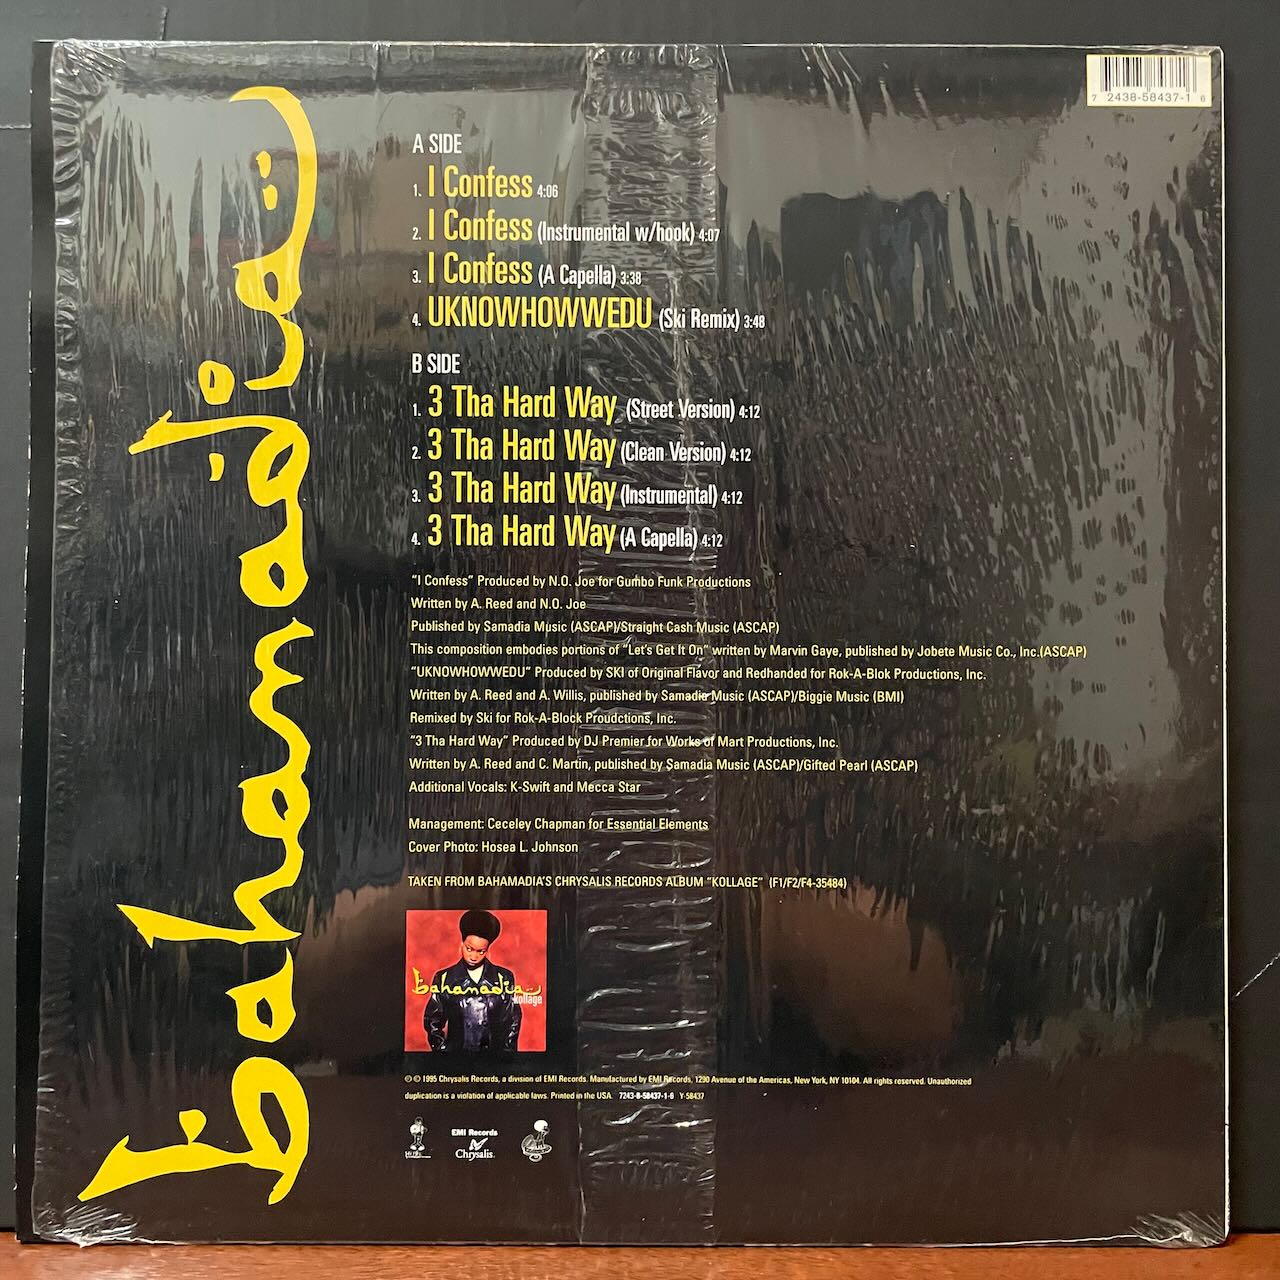 bahamadia
7 2438-58437-1 6
A SIDE
1. I Confess 4:06
2. I Confess (Instrumental w/hook) 4:07
3. I Confess (A Capella) 3:38
4. UKNOWHOWWEDU (Ski Remix) 3:48
B SIDE
1. 3 Tha Hard Way (Street Version) 4:12
2. 3 Tha Hard Way (Clean Version) 4:12
3. 3 Tha Hard Way (Instrumental) 4:12
4. 3 Tha Hard Way (A Capella) 4:12
"I Confess" Produced by N.O. Joe for Gumbo Funk Productions
Written by A. Reed and N.O. Joe
Published by Samadia Music (ASCAP)/Straight Cash Music (ASCAP)
This composition embodies portions of "Let's Get It On" written by Marvin Gaye, published by Jobete Music Co., Inc.(ASCAP)
"UKNOWHOWWEDU" Produced by SKI of Original Flavor and Redhanded for Rok-A-Blok Productions, Inc.
Written by A. Reed and A. Willis, published by Samadia Music (ASCAP)/Biggie Music (BMI)
Remixed by Ski for Rok-A-Block Proudctions, Inc.
"3 Tha Hard Way" Produced by DJ Premier for Works of Mart Productions, Inc.
Written by A. Reed and C. Martin, published by Samadia Music (ASCAP)/Gifted Pearl (ASCAP)
Additional Vocals: K-Swift and Mecca Star
Management: Ceceley Chapman for Essential Elements
Cover Photo: Hosea L. Johnson
TAKEN FROM BAHAMADIA'S CHRYSALIS RECORDS ALBUM "KOLLAGE" (F1/F2/F4-35484)
bahamadia
kollage
℗ © 1995 Chrysalis Records, a division of EMI Records. Manufactured by EMI Records, 1290 Avenue of the Americas, New York, NY 10104. All rights reserved. Unauthorized
duplication is a violation of applicable laws. Printed in the USA. 7243-8-58437-1-6 Y-58437
EMI Records
Chrysalis.